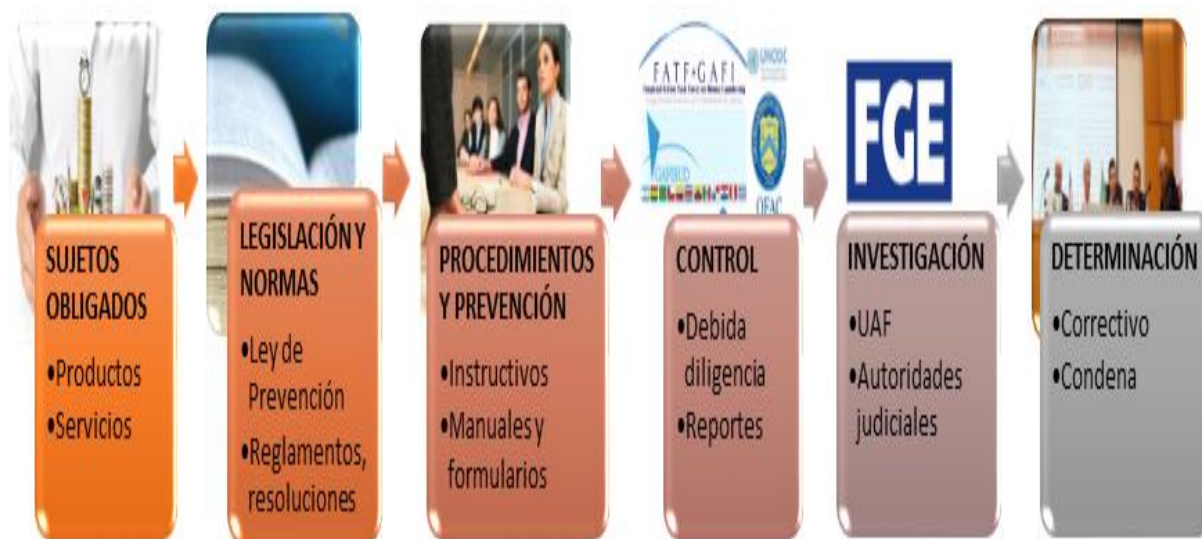 FATF•GAFI
UNODC
GAFISUD
OFAC
FGE
SUJETOS
OBLIGADOS
•Productos
•Servicios
LEGISLACIÓN Y
NORMAS
•Ley de
Prevención
•Reglamentos,
resoluciones
PROCEDIMIENTOS
Y PREVENCIÓN
•Instructivos
•Manuales y
formularios
CONTROL
•Debida
diligencia
•Reportes
INVESTIGACIÓN
•UAF
•Autoridades
judiciales
DETERMINACIÓN
•Correctivo
•Condena